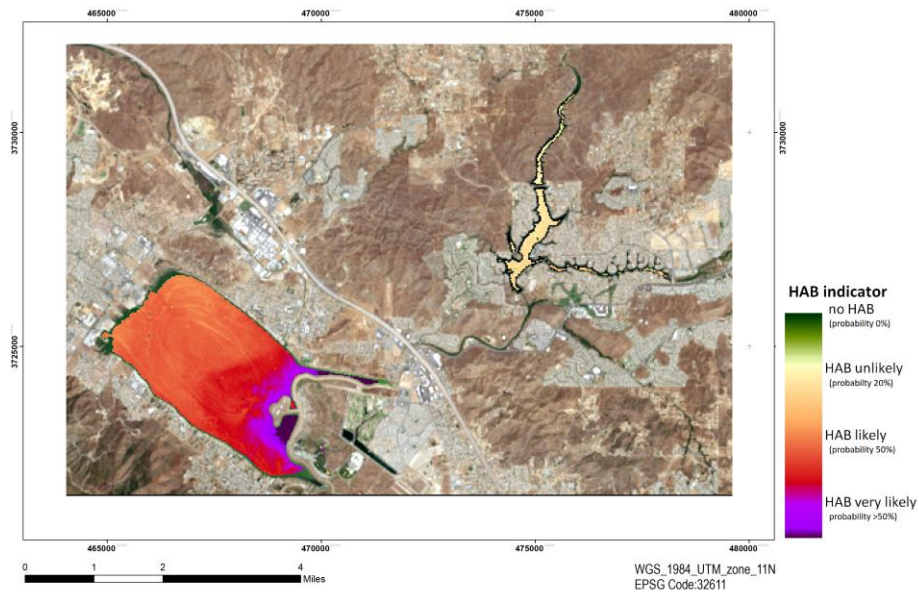 465000 470000 475000 480000
3730000 3730000
3725000 3725000
HAB indicator
no HAB
(probability 0%)
HAB unlikely
(probabilty 20%)
HAB likely
(probability 50%)
HAB very likely
probability >50%)
465000 470000 475000 480000
0 1 2 4
Miles
WGS_1984_UTM_zone_11N
EPSG Code:32611